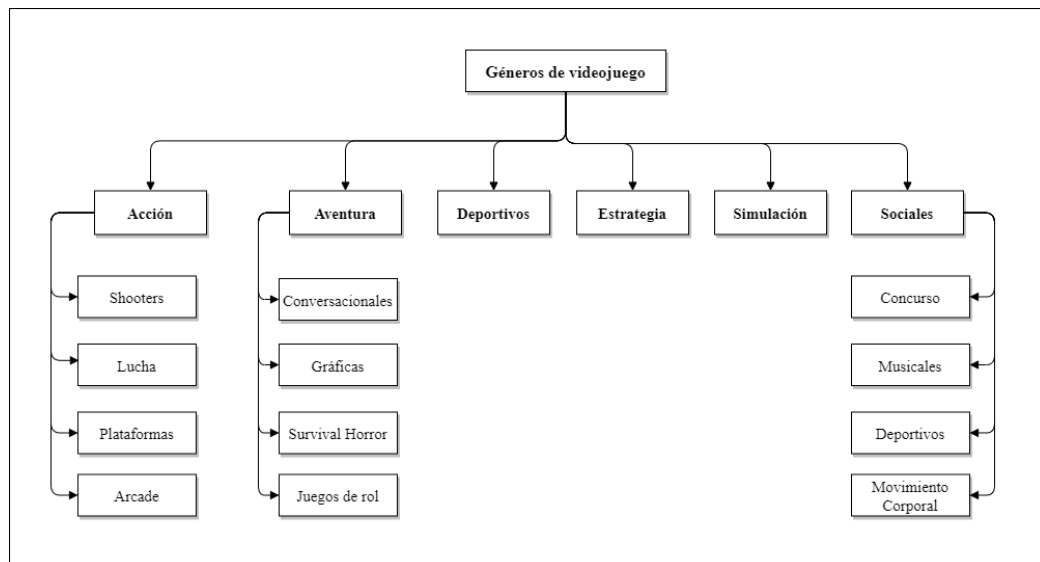 Géneros de videojuego
Acción
Aventura
Deportivos
Estrategia
Simulación
Sociales
Shooters
Lucha
Plataformas
Arcade
Conversacionales
Gráficas
Survival Horror
Juegos de rol
Concurso
Musicales
Deportivos
Movimiento
Corporal